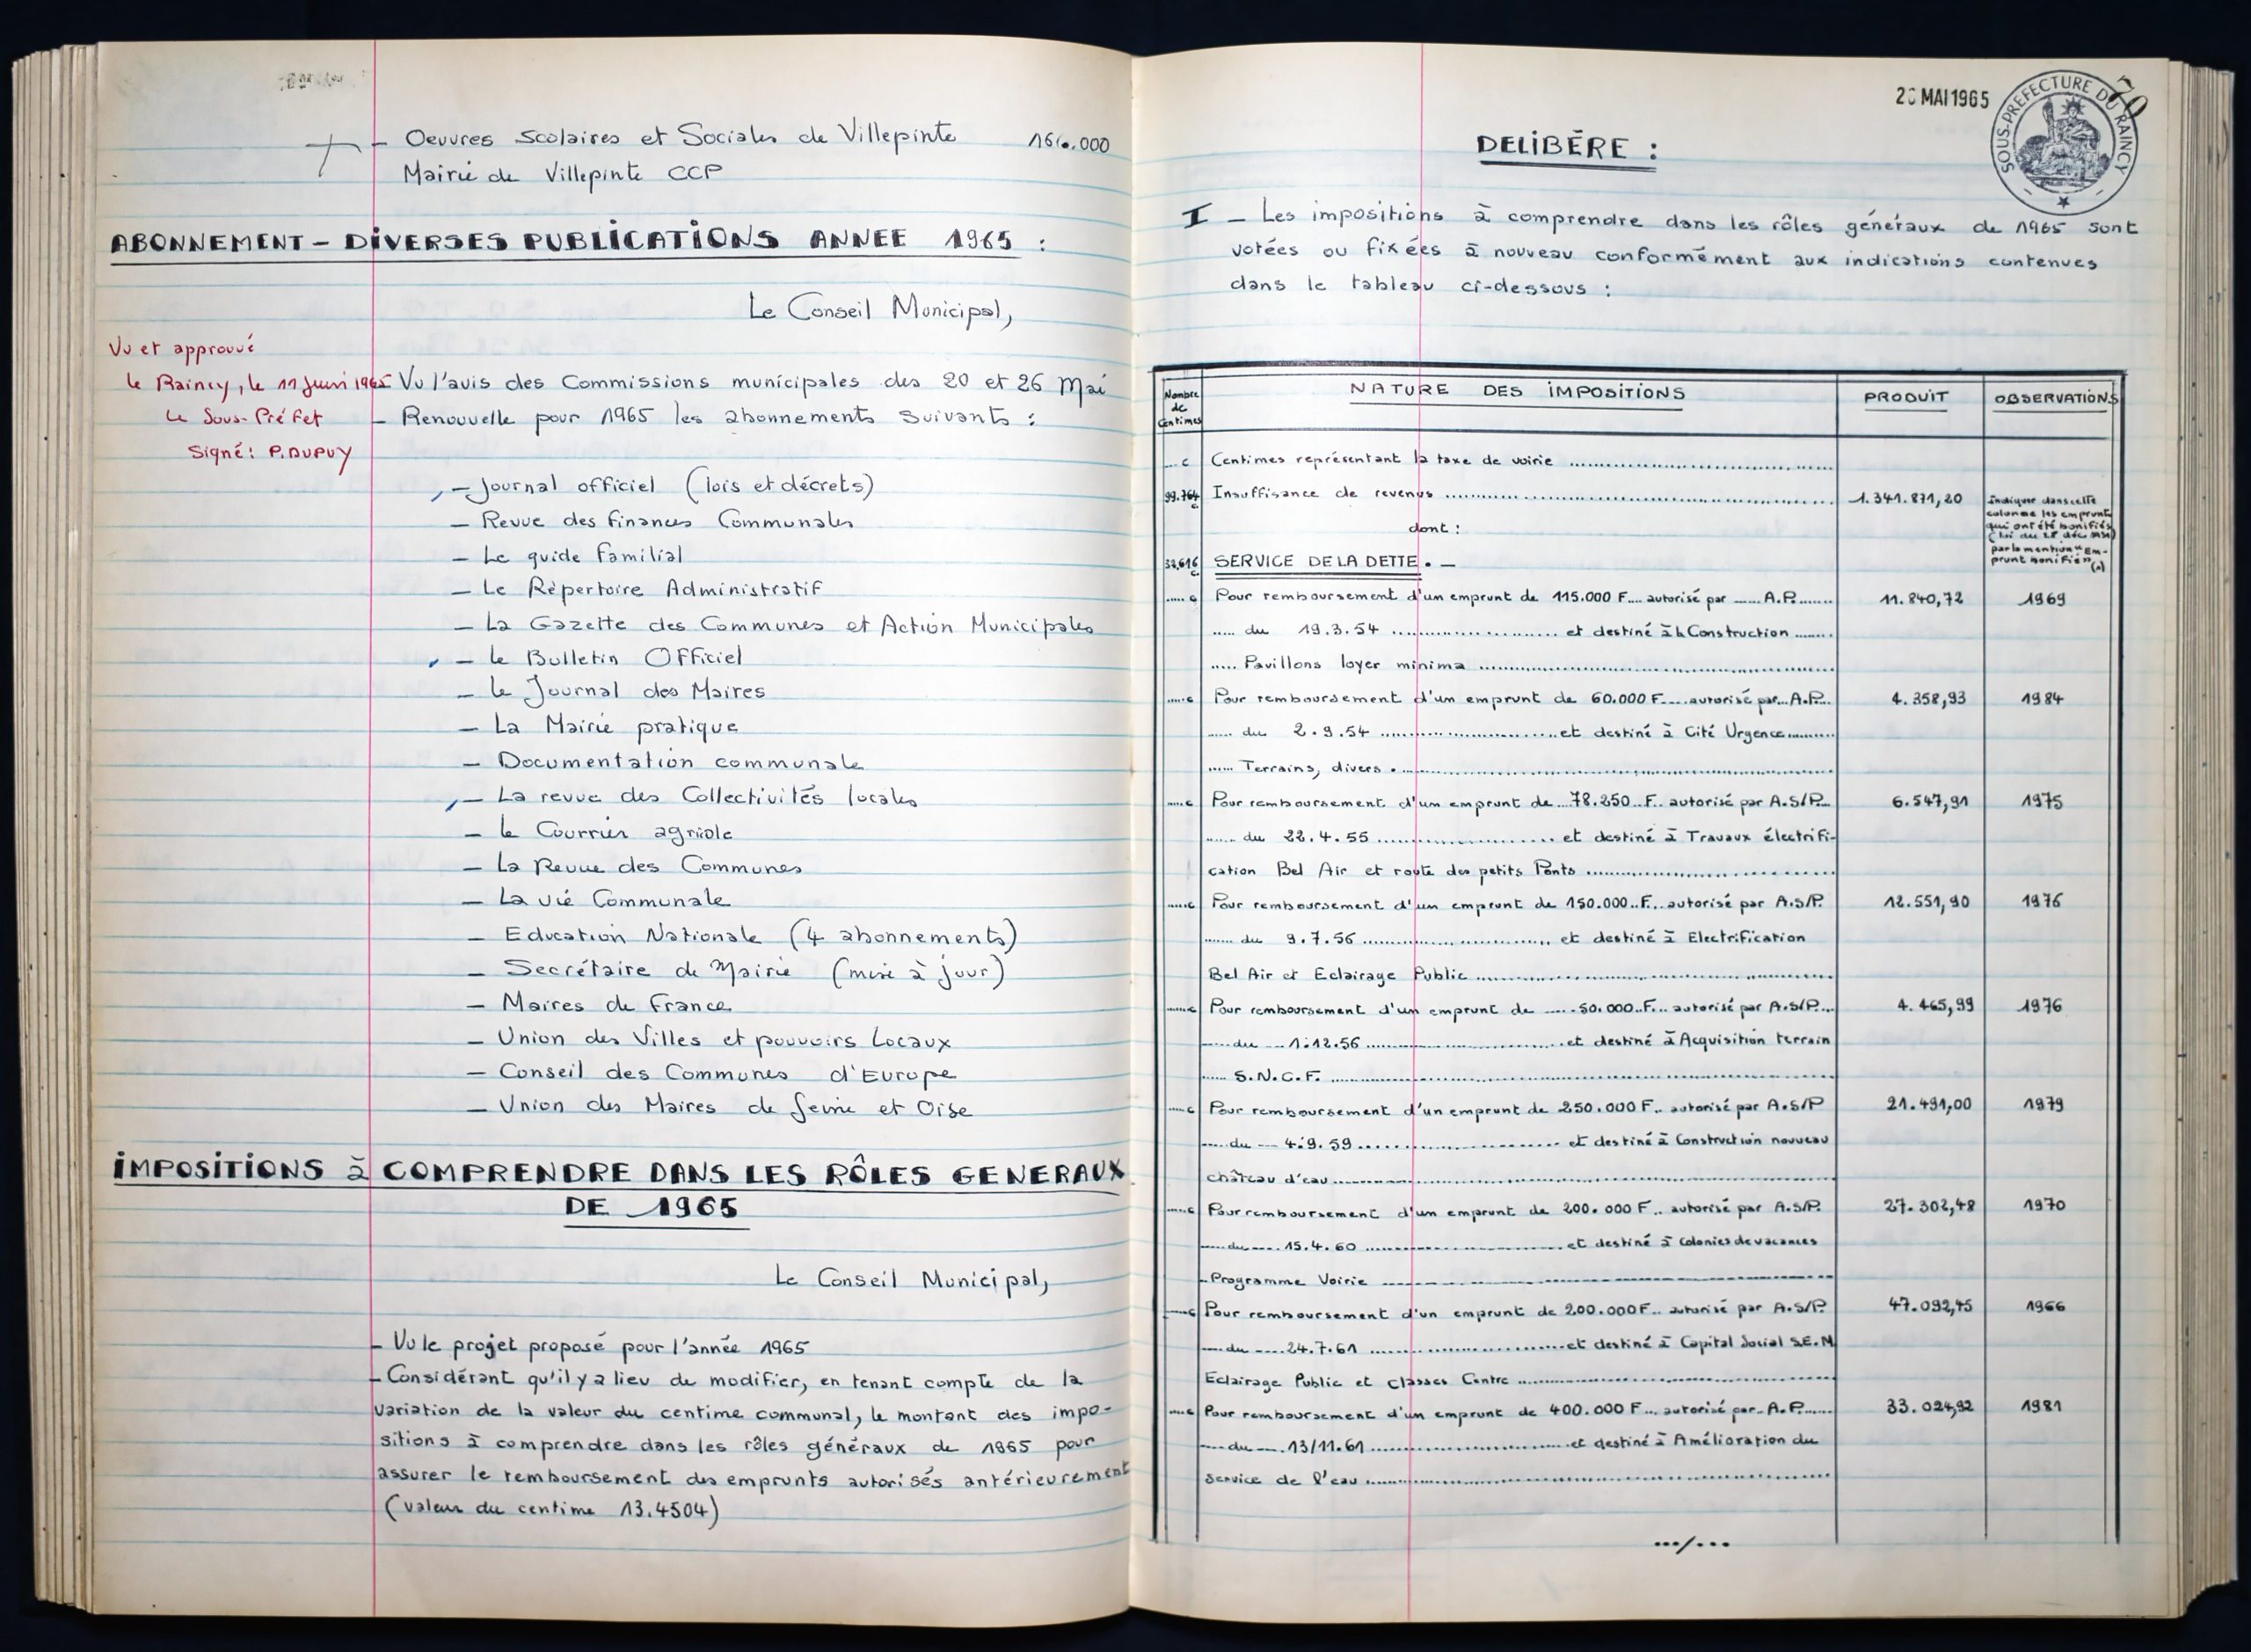 - Oeuvres Scolaires et Sociales de Villepinte
Mairie de Villepinte CCP
ABONNEMENT - DIVERSES PUBLICATIONS ANNEE 1965 :
Le Conseil Municipal,
Vu et approuvé
le Raincy, le 11 Juin 1965
Le Sous-Préfet
Signé : P. DUPUY
Vu l'avis des Commissions municipales des 20 et 26 Mai
- Renouvelle pour 1965 les abonnements suivants :
- Journal officiel (lois et décrets)
- Revue des Finances Communales
- Le guide familial
- Le Répertoire Administratif
- La Gazette des Communes et Action Municipales
- le Bulletin Officiel
- le Journal des Maires
- La Mairie pratique
- Documentation communale
- La revue des Collectivités locales
- le Courrier agricole
- La Revue des Communes
- La vie Communale
- Education Nationale (4 abonnements)
- Secrétaire de Mairie (mise à jour)
- Maires de France
- Union des Villes et pouvoirs Locaux
- Conseil des Communes d'Europe
- Union des Maires de Seine et Oise
IMPOSITIONS à COMPRENDRE DANS LES RÔLES GENERAUX
DE 1965
Le Conseil Municipal,
- Vu le projet proposé pour l'année 1965
- Considérant qu'il y a lieu de modifier, en tenant compte de la
variation de la valeur du centime communal, le montant des impo-
sitions à comprendre dans les rôles généraux de 1965 pour
assurer le remboursement des emprunts autorisés antérieurement
(valeur du centime 13.4504)
MAI 1965
70
SOUS-PREFECTURE DU RAINCY
DELIBÈRE :
I - Les impositions à comprendre dans les rôles généraux de 1965 sont
votées ou fixées à nouveau conformément aux indications contenues
dans le tableau ci-dessous :
Nombre de Centimes NATURE DES IMPOSITIONS PRODUIT OBSERVATIONS
c Centimes représentant la taxe de voirie
99.764 c. Insuffisance de revenus 1.341.871,20
Indiquer dans cette
colonne les emprunts
qui ont été bonifiés
par la mention "Em-
prunt bonifié" (a)
dont :
c. SERVICE DE LA DETTE. -
c Pour remboursement d'un emprunt de 115.000 F.... autorisé par ...... A.P. 11.840,72 1969
du 19.3.54 et destiné à la Construction
Pavillons loyer minima
c Pour remboursement d'un emprunt de 60.000 F.... autorisé par... A.P. 4.358,93 1984
du 2.9.54 et destiné à Cité Urgence
Terrains, divers.
c Pour remboursement d'un emprunt de ...78.250..F.. autorisé par A.S/P. 6.547,91 1975
du 22.4.55 et destiné à Travaux électrifi-
cation Bel Air et route des petits Ponts
c Pour remboursement d'un emprunt de 150.000..F... autorisé par A.S/P. 12.551,90 1976
du 9.7.56 et destiné à Electrification
Bel Air et Eclairage Public
c Pour remboursement d'un emprunt de ....50.000..F... autorisé par A.S/P. 4.465,99 1976
du 1.12.56 et destiné à Acquisition terrain
S.N.C.F.
c Pour remboursement d'un emprunt de 250.000 F.. autorisé par A.S/P 21.491,00 1979
du 4.9.59 et destiné à Construction nouveau
château d'eau
c Pour remboursement d'un emprunt de 200.000 F.. autorisé par A.S/P. 27.302,48 1970
du 15.4.60 et destiné à Colonies de vacances
Programme Voirie
c Pour remboursement d'un emprunt de 200.000 F.. autorisé par A.S/P. 47.092,45 1966
du 24.7.61 et destiné à Capital Social S.E.M
Eclairage Public et Classes Centre
c Pour remboursement d'un emprunt de 400.000 F... autorisé par A.P. 33.024,92 1981
du 13/11.61 et destiné à Amélioration du
service de l'eau
.../...